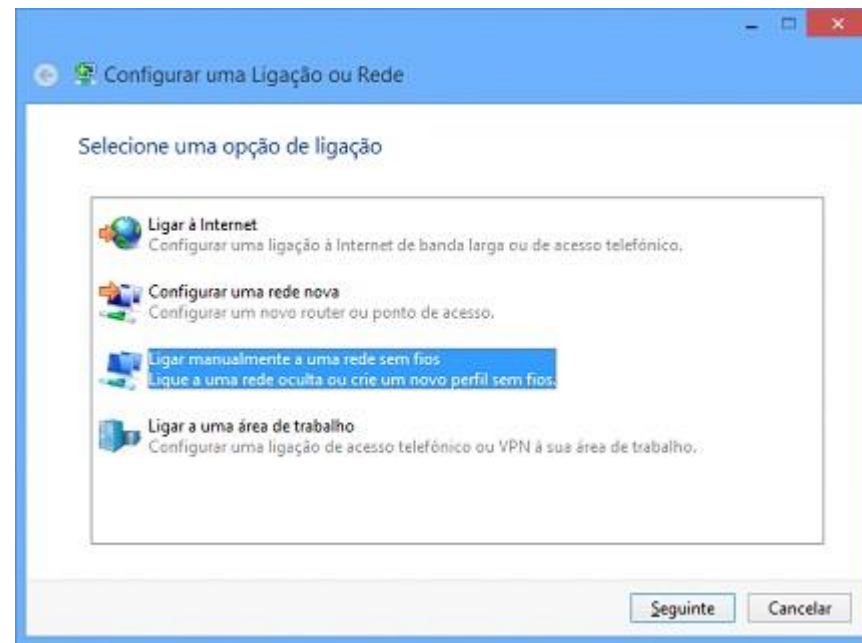 Configurar uma Ligação ou Rede
Selecione uma opção de ligação
Ligar à Internet
Configurar uma ligação à Internet de banda larga ou de acesso telefónico.
Configurar uma rede nova
Configurar um novo router ou ponto de acesso.
Ligar manualmente a uma rede sem fios
Ligue a uma rede oculta ou crie um novo perfil sem fios.
Ligar a uma área de trabalho
Configurar uma ligação de acesso telefónico ou VPN à sua área de trabalho.
Seguinte
Cancelar